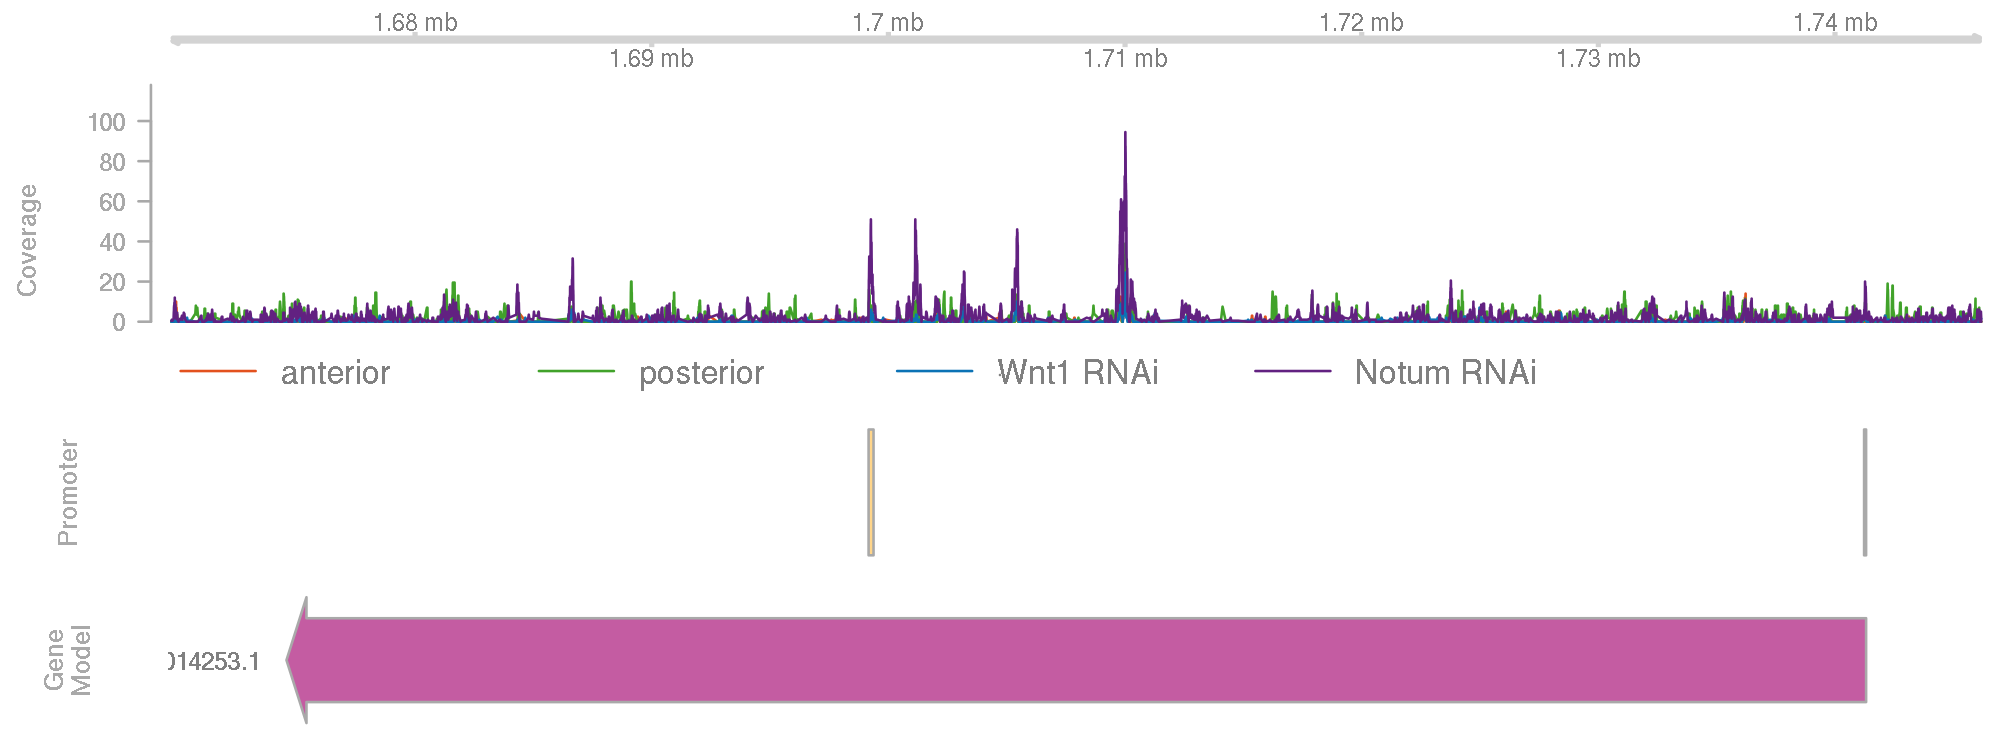 1.68 mb 1.7 mb 1.72 mb 1.74 mb
1.69 mb 1.71 mb 1.73 mb
Coverage
100
80
60
40
20
0
anterior posterior Wnt1 RNAi Notum RNAi
Promoter
Gene
Model
014253.1